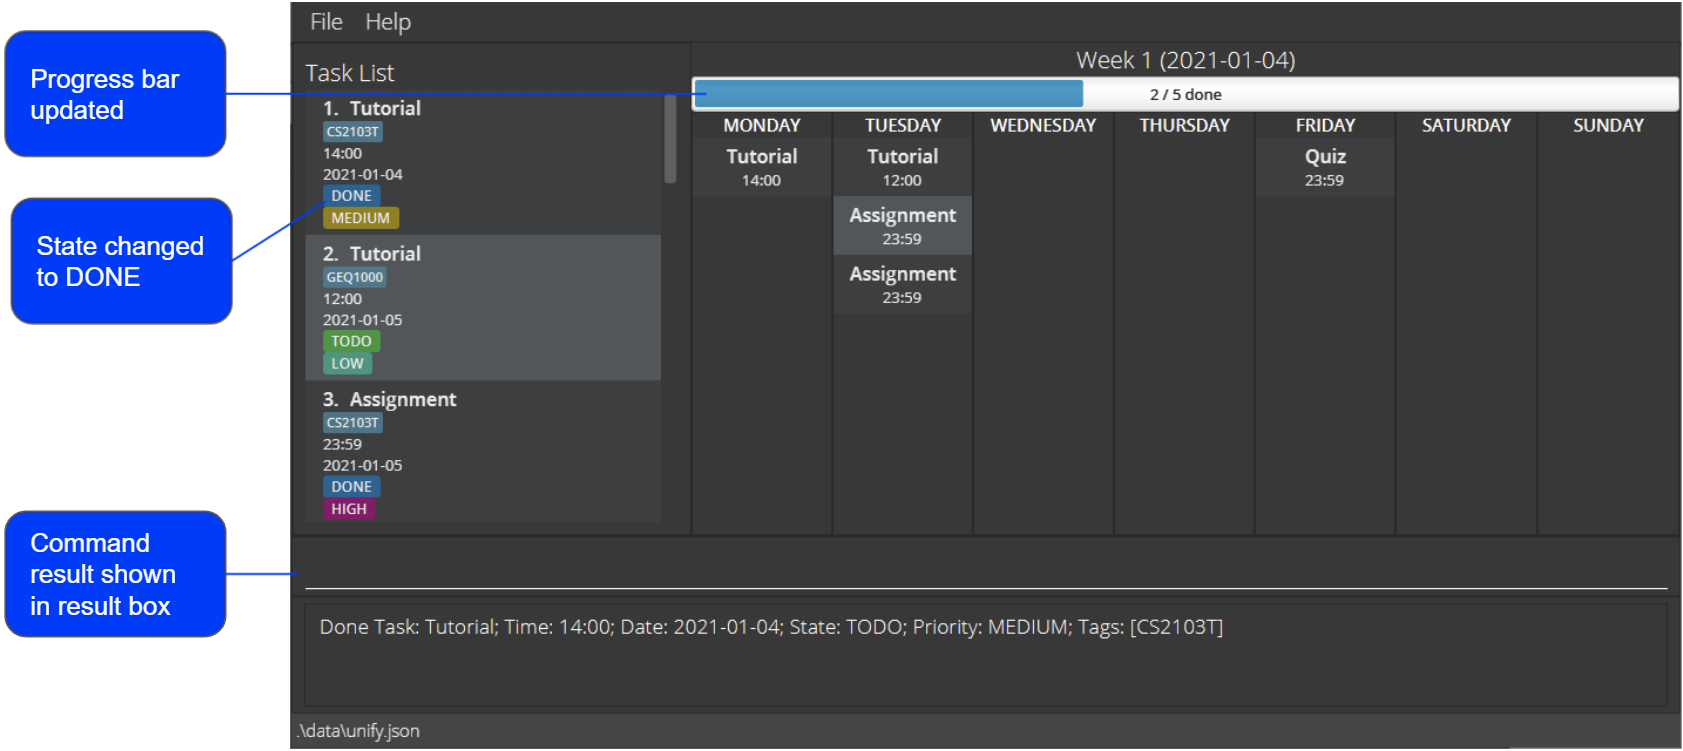 Progress bar
updated
State changed
to DONE
Command
result shown
in result box
File Help
Task List
1. Tutorial
CS2103T
14:00
2021-01-04
DONE
MEDIUM
2. Tutorial
GEQ1000
12:00
2021-01-05
TODO
LOW
3. Assignment
CS2103T
23:59
2021-01-05
DONE
HIGH
Week 1 (2021-01-04)
2 / 5 done
MONDAY TUESDAY WEDNESDAY THURSDAY FRIDAY SATURDAY SUNDAY
Tutorial Tutorial Quiz
14:00 12:00 23:59
Assignment
23:59
Assignment
23:59
Done Task: Tutorial; Time: 14:00; Date: 2021-01-04; State: TODO; Priority: MEDIUM; Tags: [CS2103T]
.\data\unify.json